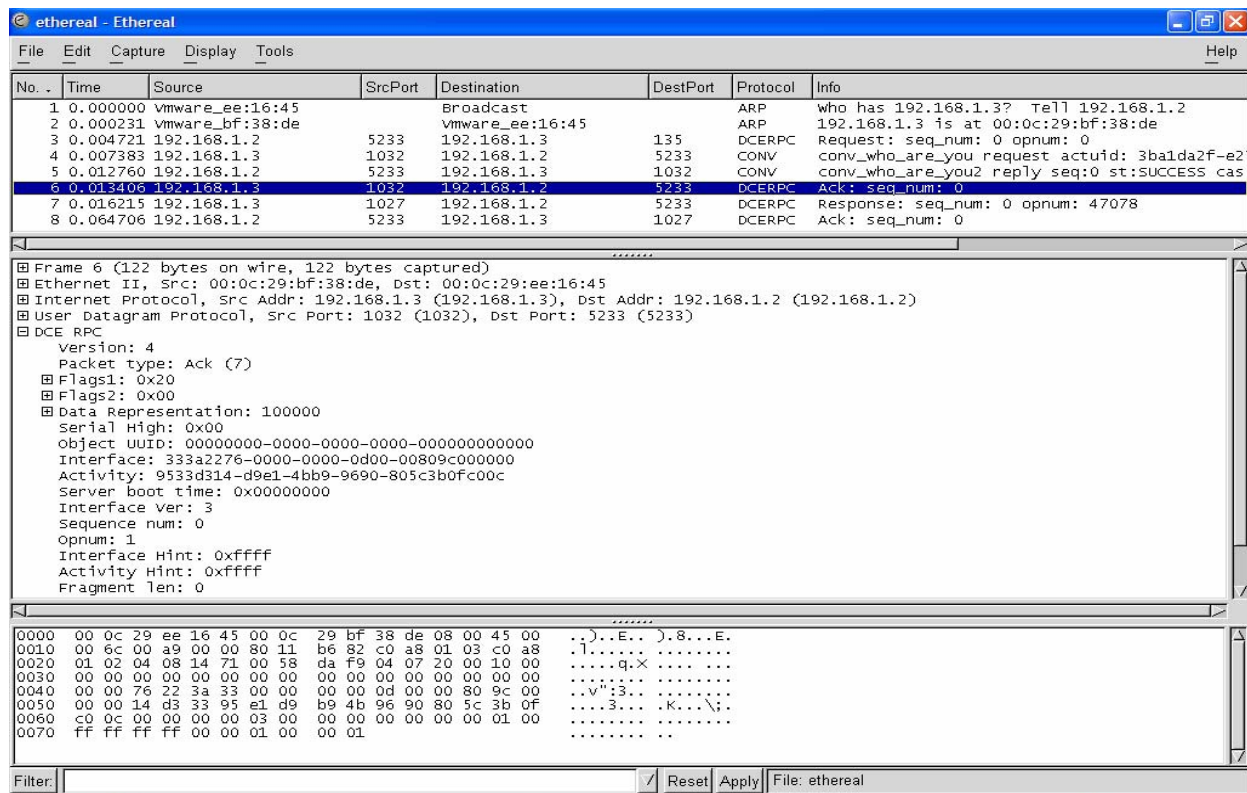 ethereal - Ethereal
File Edit Capture Display Tools Help
No. . Time Source SrcPort Destination DestPort Protocol Info
1 0.000000 Vmware_ee:16:45 Broadcast ARP Who has 192.168.1.3? Tell 192.168.1.2
2 0.000231 Vmware_bf:38:de Vmware_ee:16:45 ARP 192.168.1.3 is at 00:0c:29:bf:38:de
3 0.004721 192.168.1.2 5233 192.168.1.3 135 DCERPC Request: seq_num: 0 opnum: 0
4 0.007383 192.168.1.3 1032 192.168.1.2 5233 CONV conv_who_are_you request actuid: 3ba1da2f-e2
5 0.012760 192.168.1.2 5233 192.168.1.3 1032 CONV conv_who_are_you2 reply seq:0 st:SUCCESS cas
6 0.013406 192.168.1.3 1032 192.168.1.2 5233 DCERPC Ack: seq_num: 0
7 0.016215 192.168.1.3 1027 192.168.1.2 5233 DCERPC Response: seq_num: 0 opnum: 47078
8 0.064706 192.168.1.2 5233 192.168.1.3 1027 DCERPC Ack: seq_num: 0
Frame 6 (122 bytes on wire, 122 bytes captured)
Ethernet II, Src: 00:0c:29:bf:38:de, Dst: 00:0c:29:ee:16:45
Internet Protocol, Src Addr: 192.168.1.3 (192.168.1.3), Dst Addr: 192.168.1.2 (192.168.1.2)
User Datagram Protocol, Src Port: 1032 (1032), Dst Port: 5233 (5233)
DCE RPC
Version: 4
Packet type: Ack (7)
Flags1: 0x20
Flags2: 0x00
Data Representation: 100000
Serial High: 0x00
Object UUID: 00000000-0000-0000-0000-000000000000
Interface: 333a2276-0000-0000-0d00-00809c000000
Activity: 9533d314-d9e1-4bb9-9690-805c3b0fc00c
Server boot time: 0x00000000
Interface Ver: 3
Sequence num: 0
Opnum: 1
Interface Hint: 0xffff
Activity Hint: 0xffff
Fragment len: 0
0000 00 0c 29 ee 16 45 00 0c 29 bf 38 de 08 00 45 00 ..)..E.. ).8...E.
0010 00 6c 00 a9 00 00 80 11 b6 82 c0 a8 01 03 c0 a8 .l...... ........
0020 01 02 04 08 14 71 00 58 da f9 04 07 20 00 10 00 .....q.X .... ...
0030 00 00 00 00 00 00 00 00 00 00 00 00 00 00 00 00 ........ ........
0040 00 00 76 22 3a 33 00 00 00 00 0d 00 00 80 9c 00 ..v":3.. ........
0050 00 00 14 d3 33 95 e1 d9 b9 4b 96 90 80 5c 3b 0f ....3... .K...\;.
0060 c0 0c 00 00 00 00 03 00 00 00 00 00 00 00 01 00 ........ ........
0070 ff ff ff ff 00 00 01 00 00 01 ........ ..
Filter: Reset Apply File: ethereal